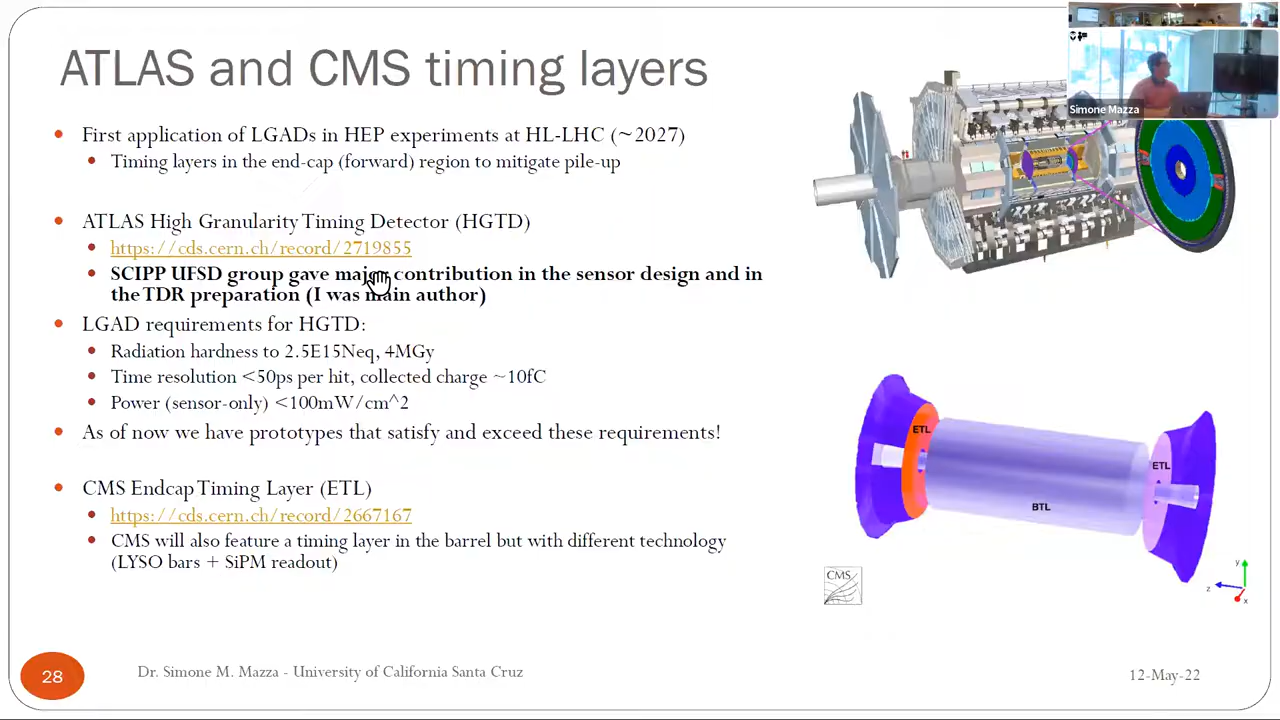 ATLAS and CMS timing layers
First application of LGADs in HEP experiments at HL-LHC (~2027)
Timing layers in the end-cap (forward) region to mitigate pile-up
ATLAS High Granularity Timing Detector (HGTD)
https://cds.cern.ch/record/2719855
SCIPP UFSD group gave major contribution in the sensor design and in
the TDR preparation (I was main author)
LGAD requirements for HGTD:
Radiation hardness to 2.5E15Neq, 4MGy
Time resolution <50ps per hit, collected charge ~10fC
Power (sensor-only) <100mW/cm^2
As of now we have prototypes that satisfy and exceed these requirements!
CMS Endcap Timing Layer (ETL)
https://cds.cern.ch/record/2667167
CMS will also feature a timing layer in the barrel but with different technology
(LYSO bars + SiPM readout)
Simone Mazza
ETL
ETL
BTL
CMS
y
z
x
28
Dr. Simone M. Mazza - University of California Santa Cruz
12-May-22